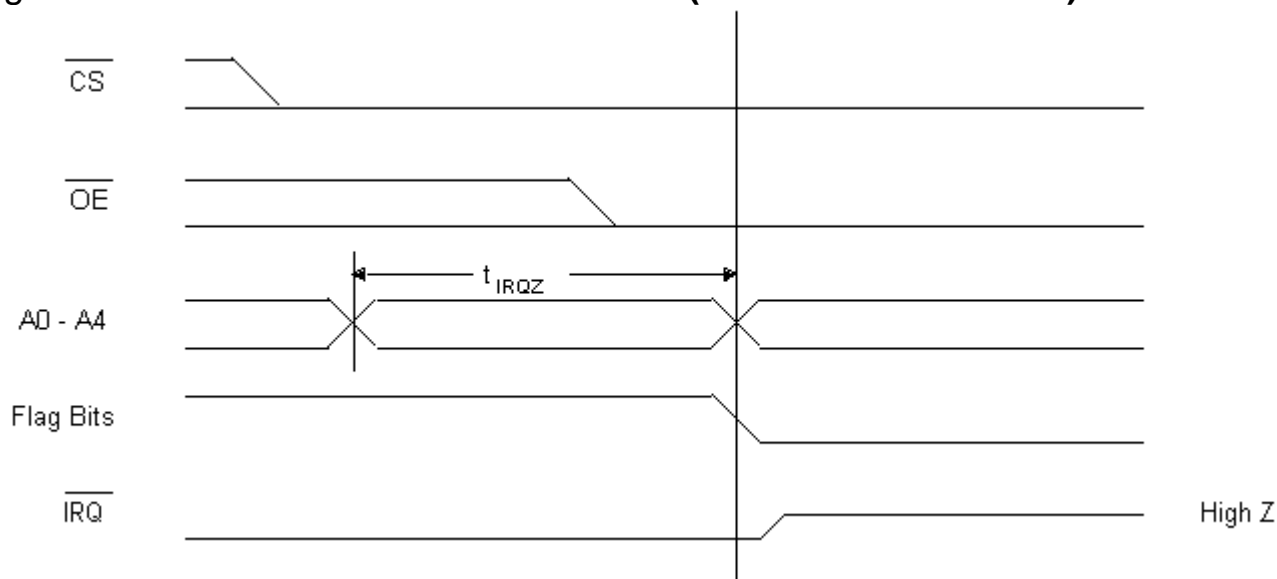 CS
OE
t IRQZ
A0 - A4
Flag Bits
IRQ
High Z